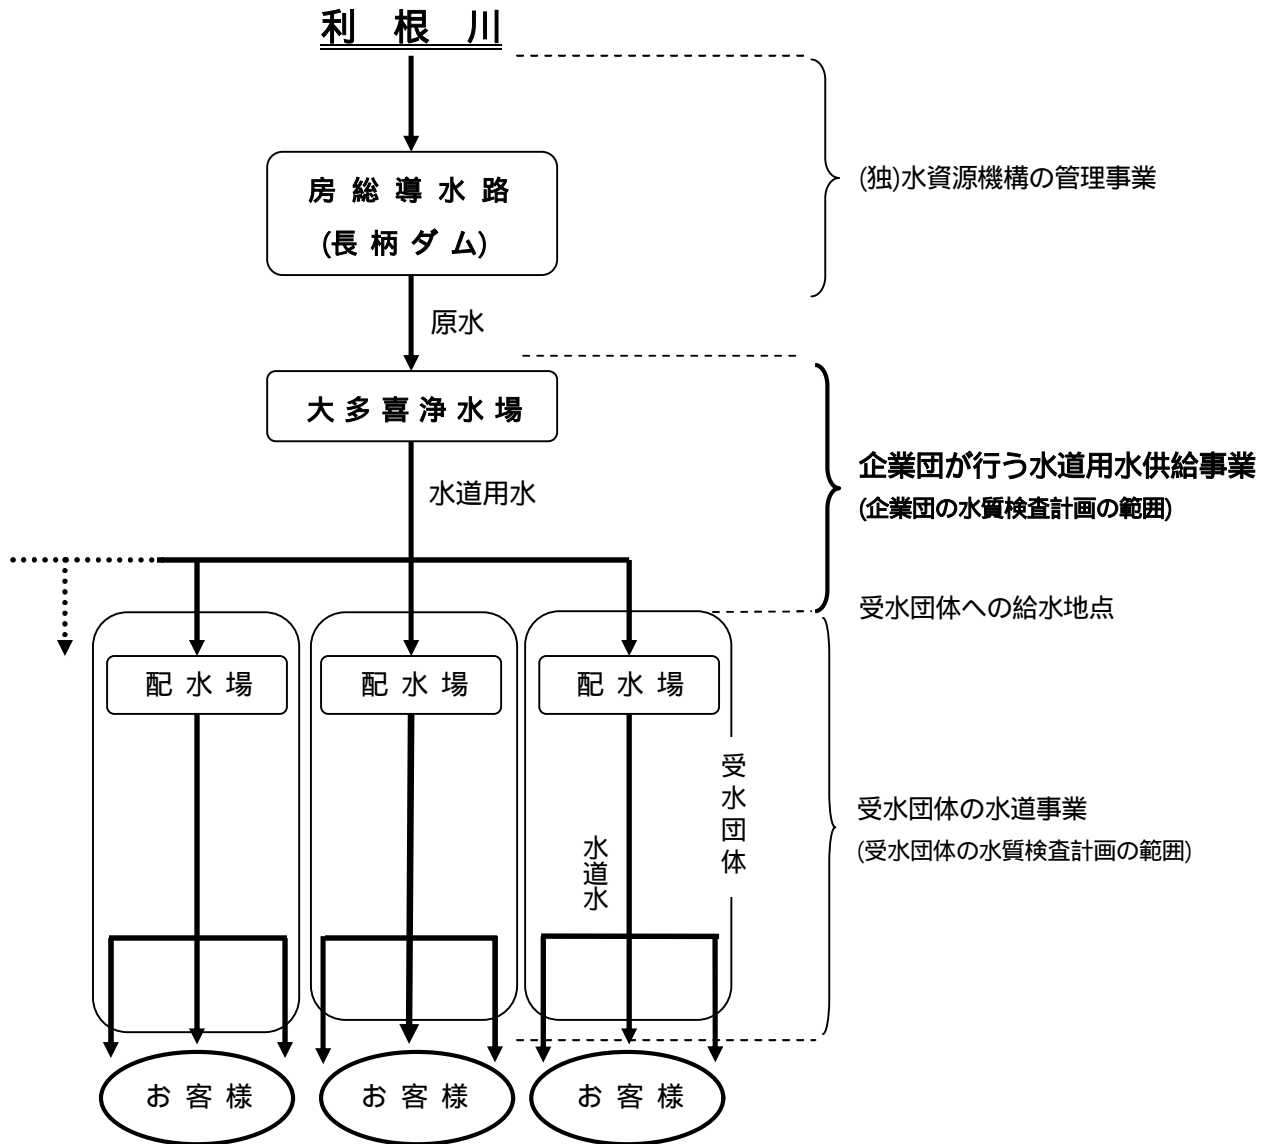 利 根 川
房 総 導 水 路
(長 柄 ダ ム)
(独)水資源機構の管理事業
原水
大 多 喜 浄 水 場
企業団が行う水道用水供給事業
(企業団の水質検査計画の範囲)
水道用水
受水団体への給水地点
配 水 場
配 水 場
配 水 場
受水団体
水道水
受水団体の水道事業
(受水団体の水質検査計画の範囲)
お 客 様
お 客 様
お 客 様